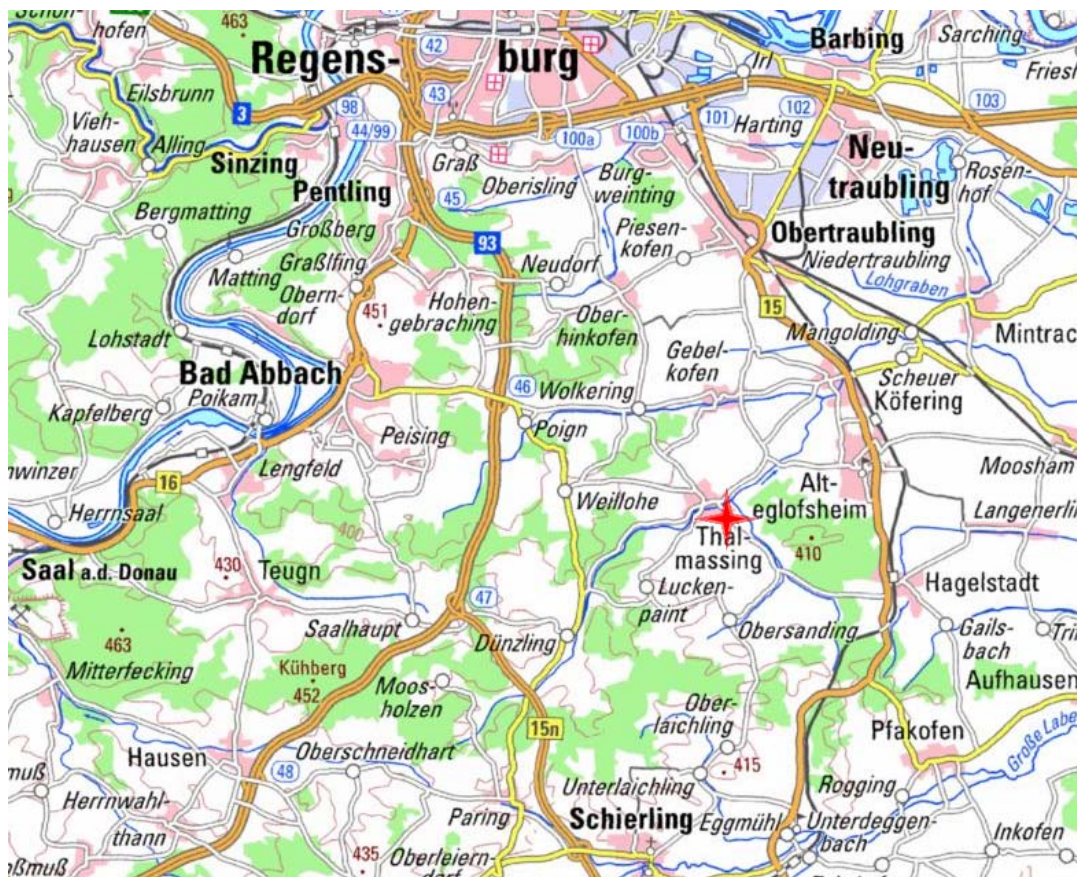 Schön-
hofen
463
42
Regens-
burg
Barbing
Sarching
Irl
Eilsbrunn
3
98
43
44/99
100a
100b
101
102
103
Harting
Vieh-
hausen
Alling
Sinzing
Graß
Neu-
traubling
Rosen-
hof
Pentling
45
Oberisling
Burg-
weinting
Bergmatting
Großberg
93
Piesen-
kofen
Obertraubling
Matting
Graßlfing
Neudorf
Niedertraubling
Obern-
dorf
451
Hohen-
gebraching
Ober-
hinkofen
15
Lohgraben
Lohstadt
Mangolding
Mintrac
Gebel-
kofen
Bad Abbach
Scheuer
Köfering
46
Wolkering
Kapfelberg
Poikam
Poign
Peising
Lengfeld
Moosham
16
Weillohe
Alt-
eglofsheim
Herrnsaal
Langenerli
400
Thal-
massing
410
Saal a.d. Donau
430
Teugn
Lucken-
paint
Hagelstadt
47
Saalhaupt
Dünzling
Obersanding
Gails-
bach
463
Mitterfecking
Kühberg
452
Moos-
holzen
Aufhausen
Ober-
laichling
15n
Pfakofen
Große Labe
Hausen
Oberschneidhart
48
415
Unterlaichling
Rogging
Herrnwahl-
thann
Paring
Schierling
Eggmühl
Unterdeggen-
bach
Inkofen
435
Oberleiern-
dorf